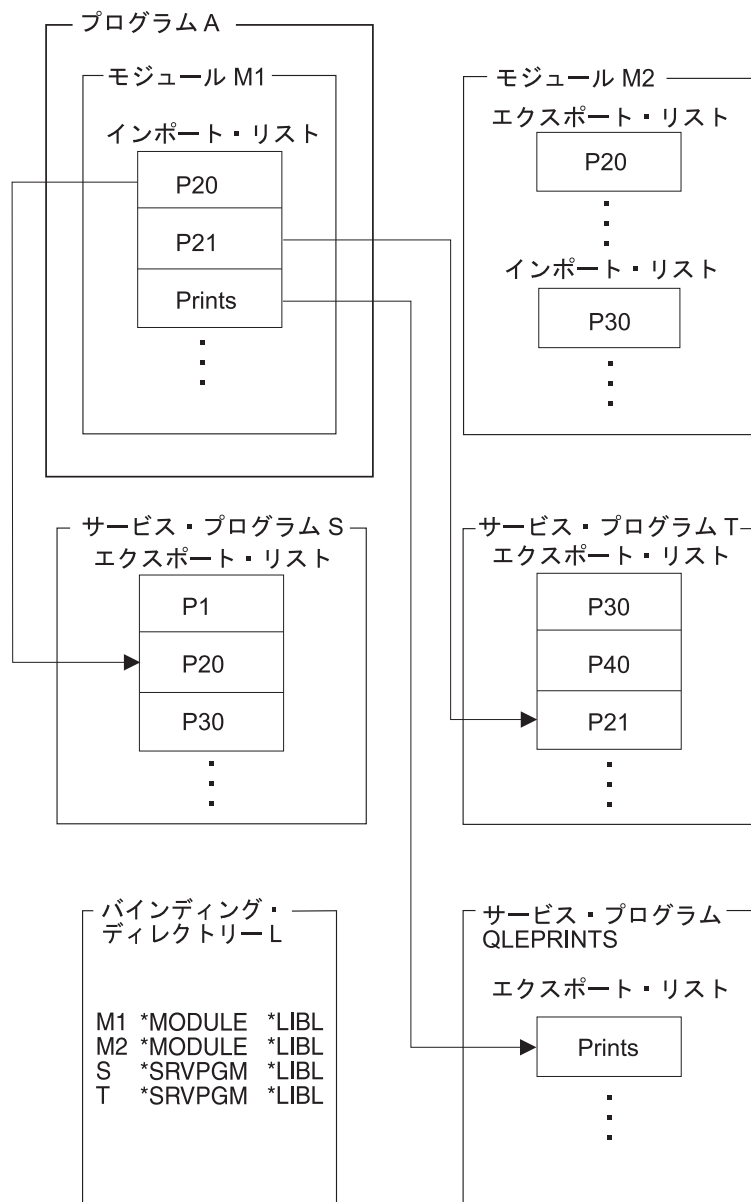 プログラム A
モジュール M1
インポート・リスト
P20
P21
Prints
モジュール M2
エクスポート・リスト
P20
インポート・リスト
P30
サービス・プログラム S
エクスポート・リスト
P1
P20
P30
サービス・プログラム T
エクスポート・リスト
P30
P40
P21
バインディング・
ディレクトリー L
M1 *MODULE *LIBL
M2 *MODULE *LIBL
S *SRVPGM *LIBL
T *SRVPGM *LIBL
サービス・プログラム
QLEPRINTS
エクスポート・リスト
Prints